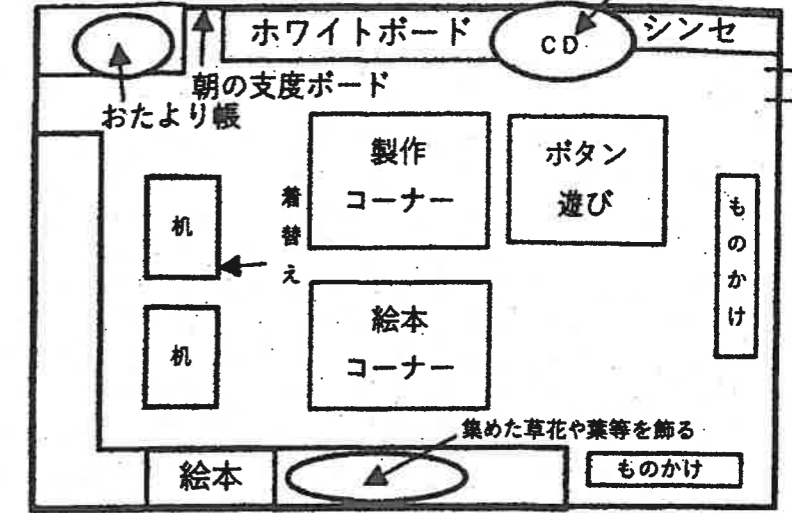 ホワイトボード
CD
シンセ
朝の支度ボード
おたより帳
製作
コーナー
ボタン
遊び
着替え
机
ものかけ
絵本
コーナー
机
集めた草花や葉等を飾る
絵本
ものかけ